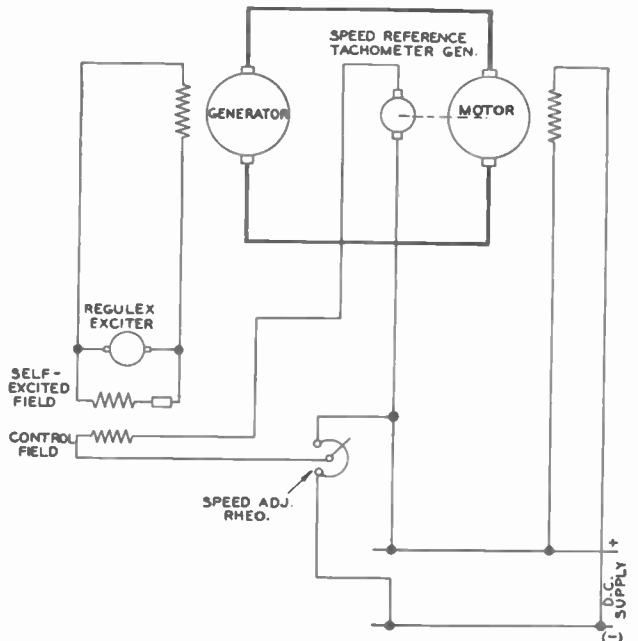 SPEED REFERENCE
TACHOMETER GEN.
GENERATOR
MOTOR
REGULEX
EXCITER
SELF-
EXCITED
FIELD
CONTROL
FIELD
SPEED ADJ.
RHEO.
+
D.C.
SUPPLY
(-)